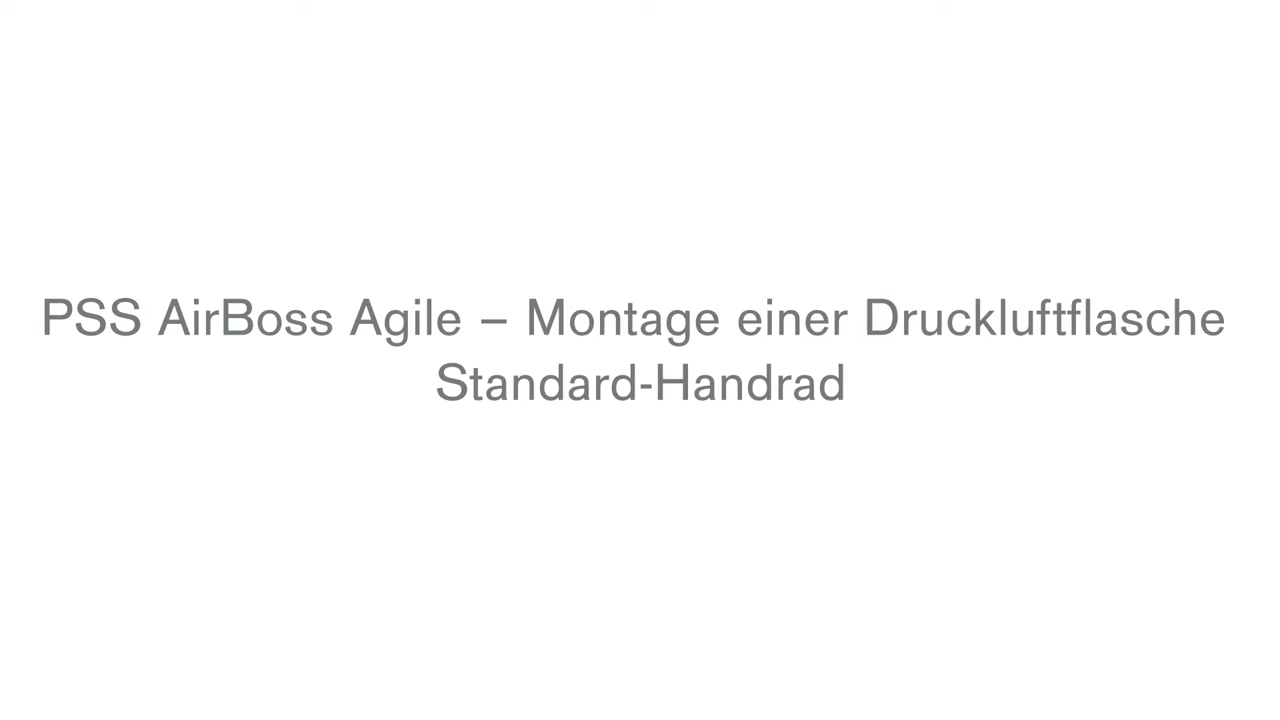 PSS AirBoss Agile – Montage einer Druckluftflasche
Standard-Handrad